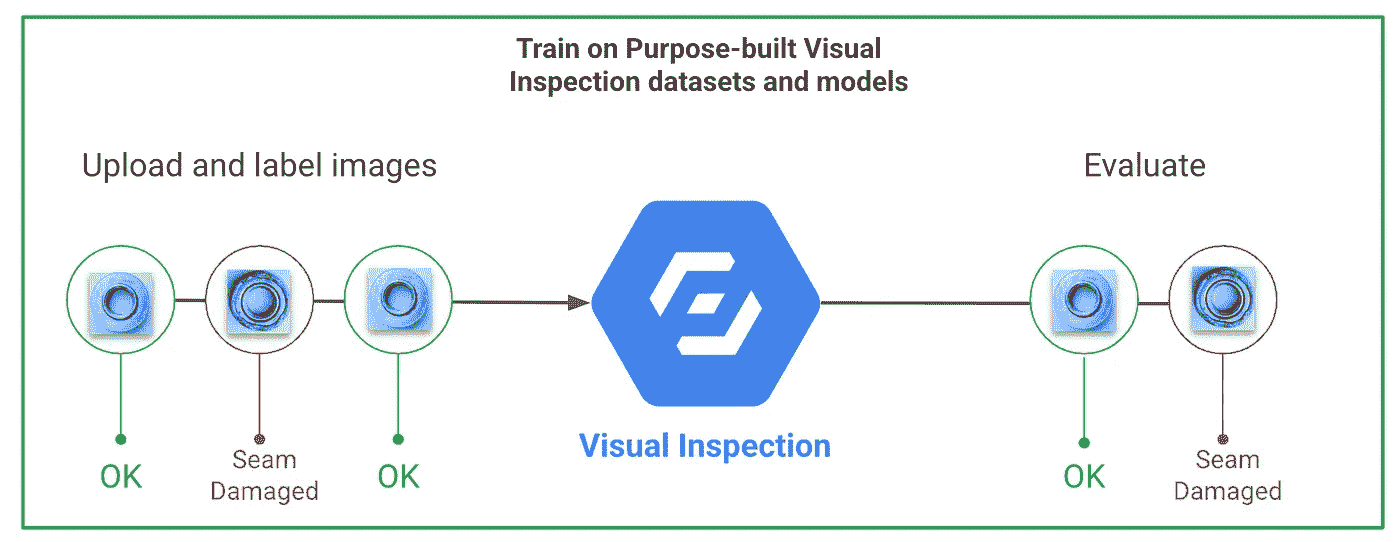 Train on Purpose-built Visual
Inspection datasets and models
Upload and label images
Evaluate
Visual Inspection
OK
Seam
Damaged
OK
OK
Seam
Damaged